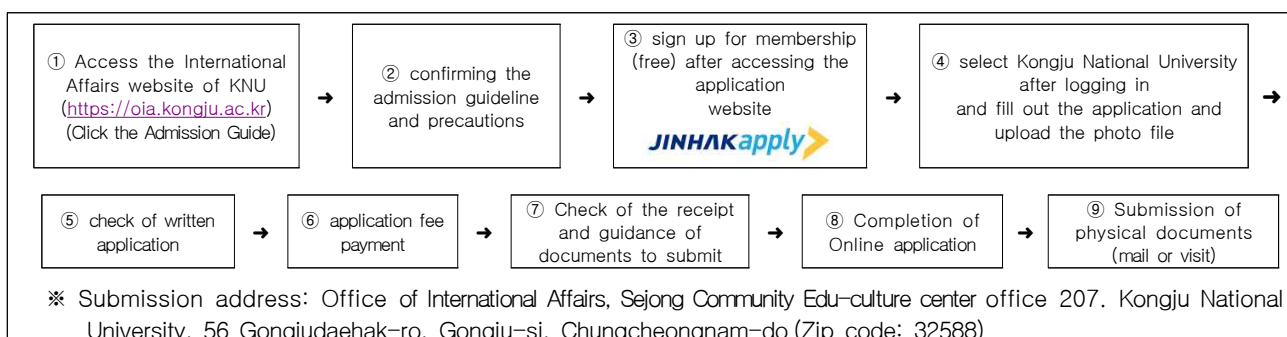 ① Access the International
Affairs website of KNU
(https://oia.kongju.ac.kr)
(Click the Admission Guide)
➜
② confirming the
admission guideline
and precautions
➜
③ sign up for membership
(free) after accessing the
application
website
JINHAKapply
➜
④ select Kongju National University
after logging in
and fill out the application and
upload the photo file
➜
⑤ check of written
application
➜
⑥ application fee
payment
➜
⑦ Check of the receipt
and guidance of
documents to submit
➜
⑧ Completion of
Online application
➜
⑨ Submission of
physical documents
(mail or visit)
※ Submission address: Office of International Affairs, Sejong Community Edu-culture center office 207. Kongju National
University, 56 Gongjudaehak-ro, Gongju-si, Chungcheongnam-do (Zip code: 32588)